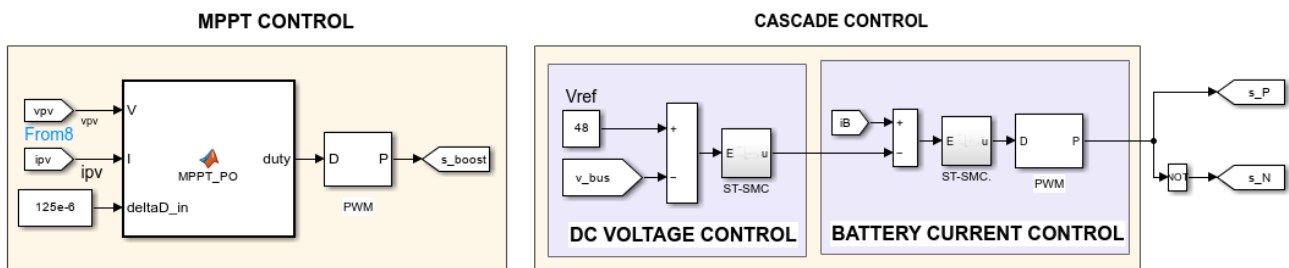 MPPT CONTROL
vpv
vpv
From8
ipv
ipv
125e-6
V
I
deltaD_in
MPPT_PO
duty
D
P
PWM
s_boost
CASCADE CONTROL
Vref
48
v_bus
+
−
E
u
ST-SMC
DC VOLTAGE CONTROL
iB
+
−
E
u
ST-SMC.
D
P
PWM
BATTERY CURRENT CONTROL
s_P
NOT
s_N